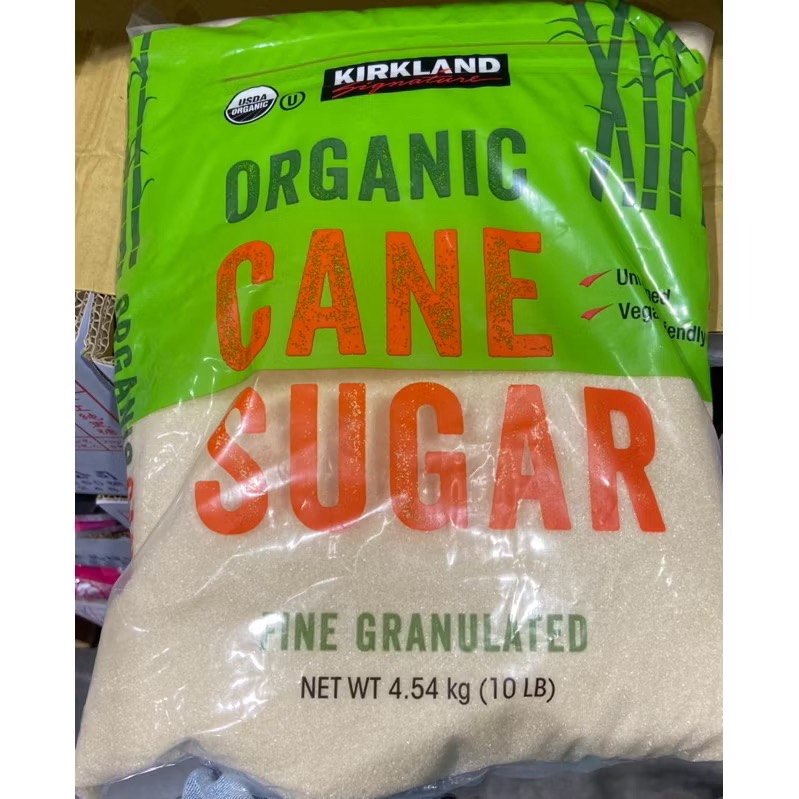 KIRKLAND
Signature
USDA
ORGANIC
U
ORGANIC
CANE
SUGAR
FINE GRANULATED
NET WT 4.54 kg (10 LB)